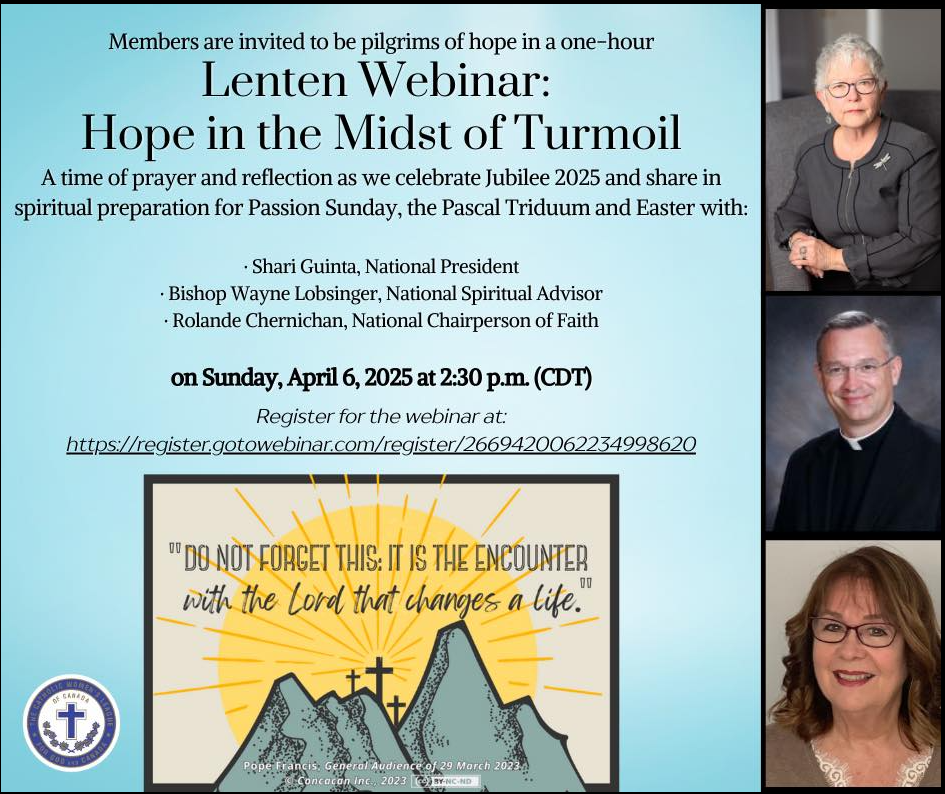 Members are invited to be pilgrims of hope in a one-hour
Lenten Webinar:
Hope in the Midst of Turmoil
A time of prayer and reflection as we celebrate Jubilee 2025 and share in
spiritual preparation for Passion Sunday, the Pascal Triduum and Easter with:
· Shari Guinta, National President
· Bishop Wayne Lobsinger, National Spiritual Advisor
· Rolande Chernichan, National Chairperson of Faith
on Sunday, April 6, 2025 at 2:30 p.m. (CDT)
Register for the webinar at:
https://register.gotowebinar.com/register/2669420062234998620
"DO NOT FORGET THIS: IT IS THE ENCOUNTER
with the Lord that changes a life."
THE CATHOLIC WOMEN'S LEAGUE
OF CANADA
FOR GOD AND CANADA
Pope Francis, General Audience of 29 March 2023
© Concacan Inc., 2023 (cc) BY-NC-ND